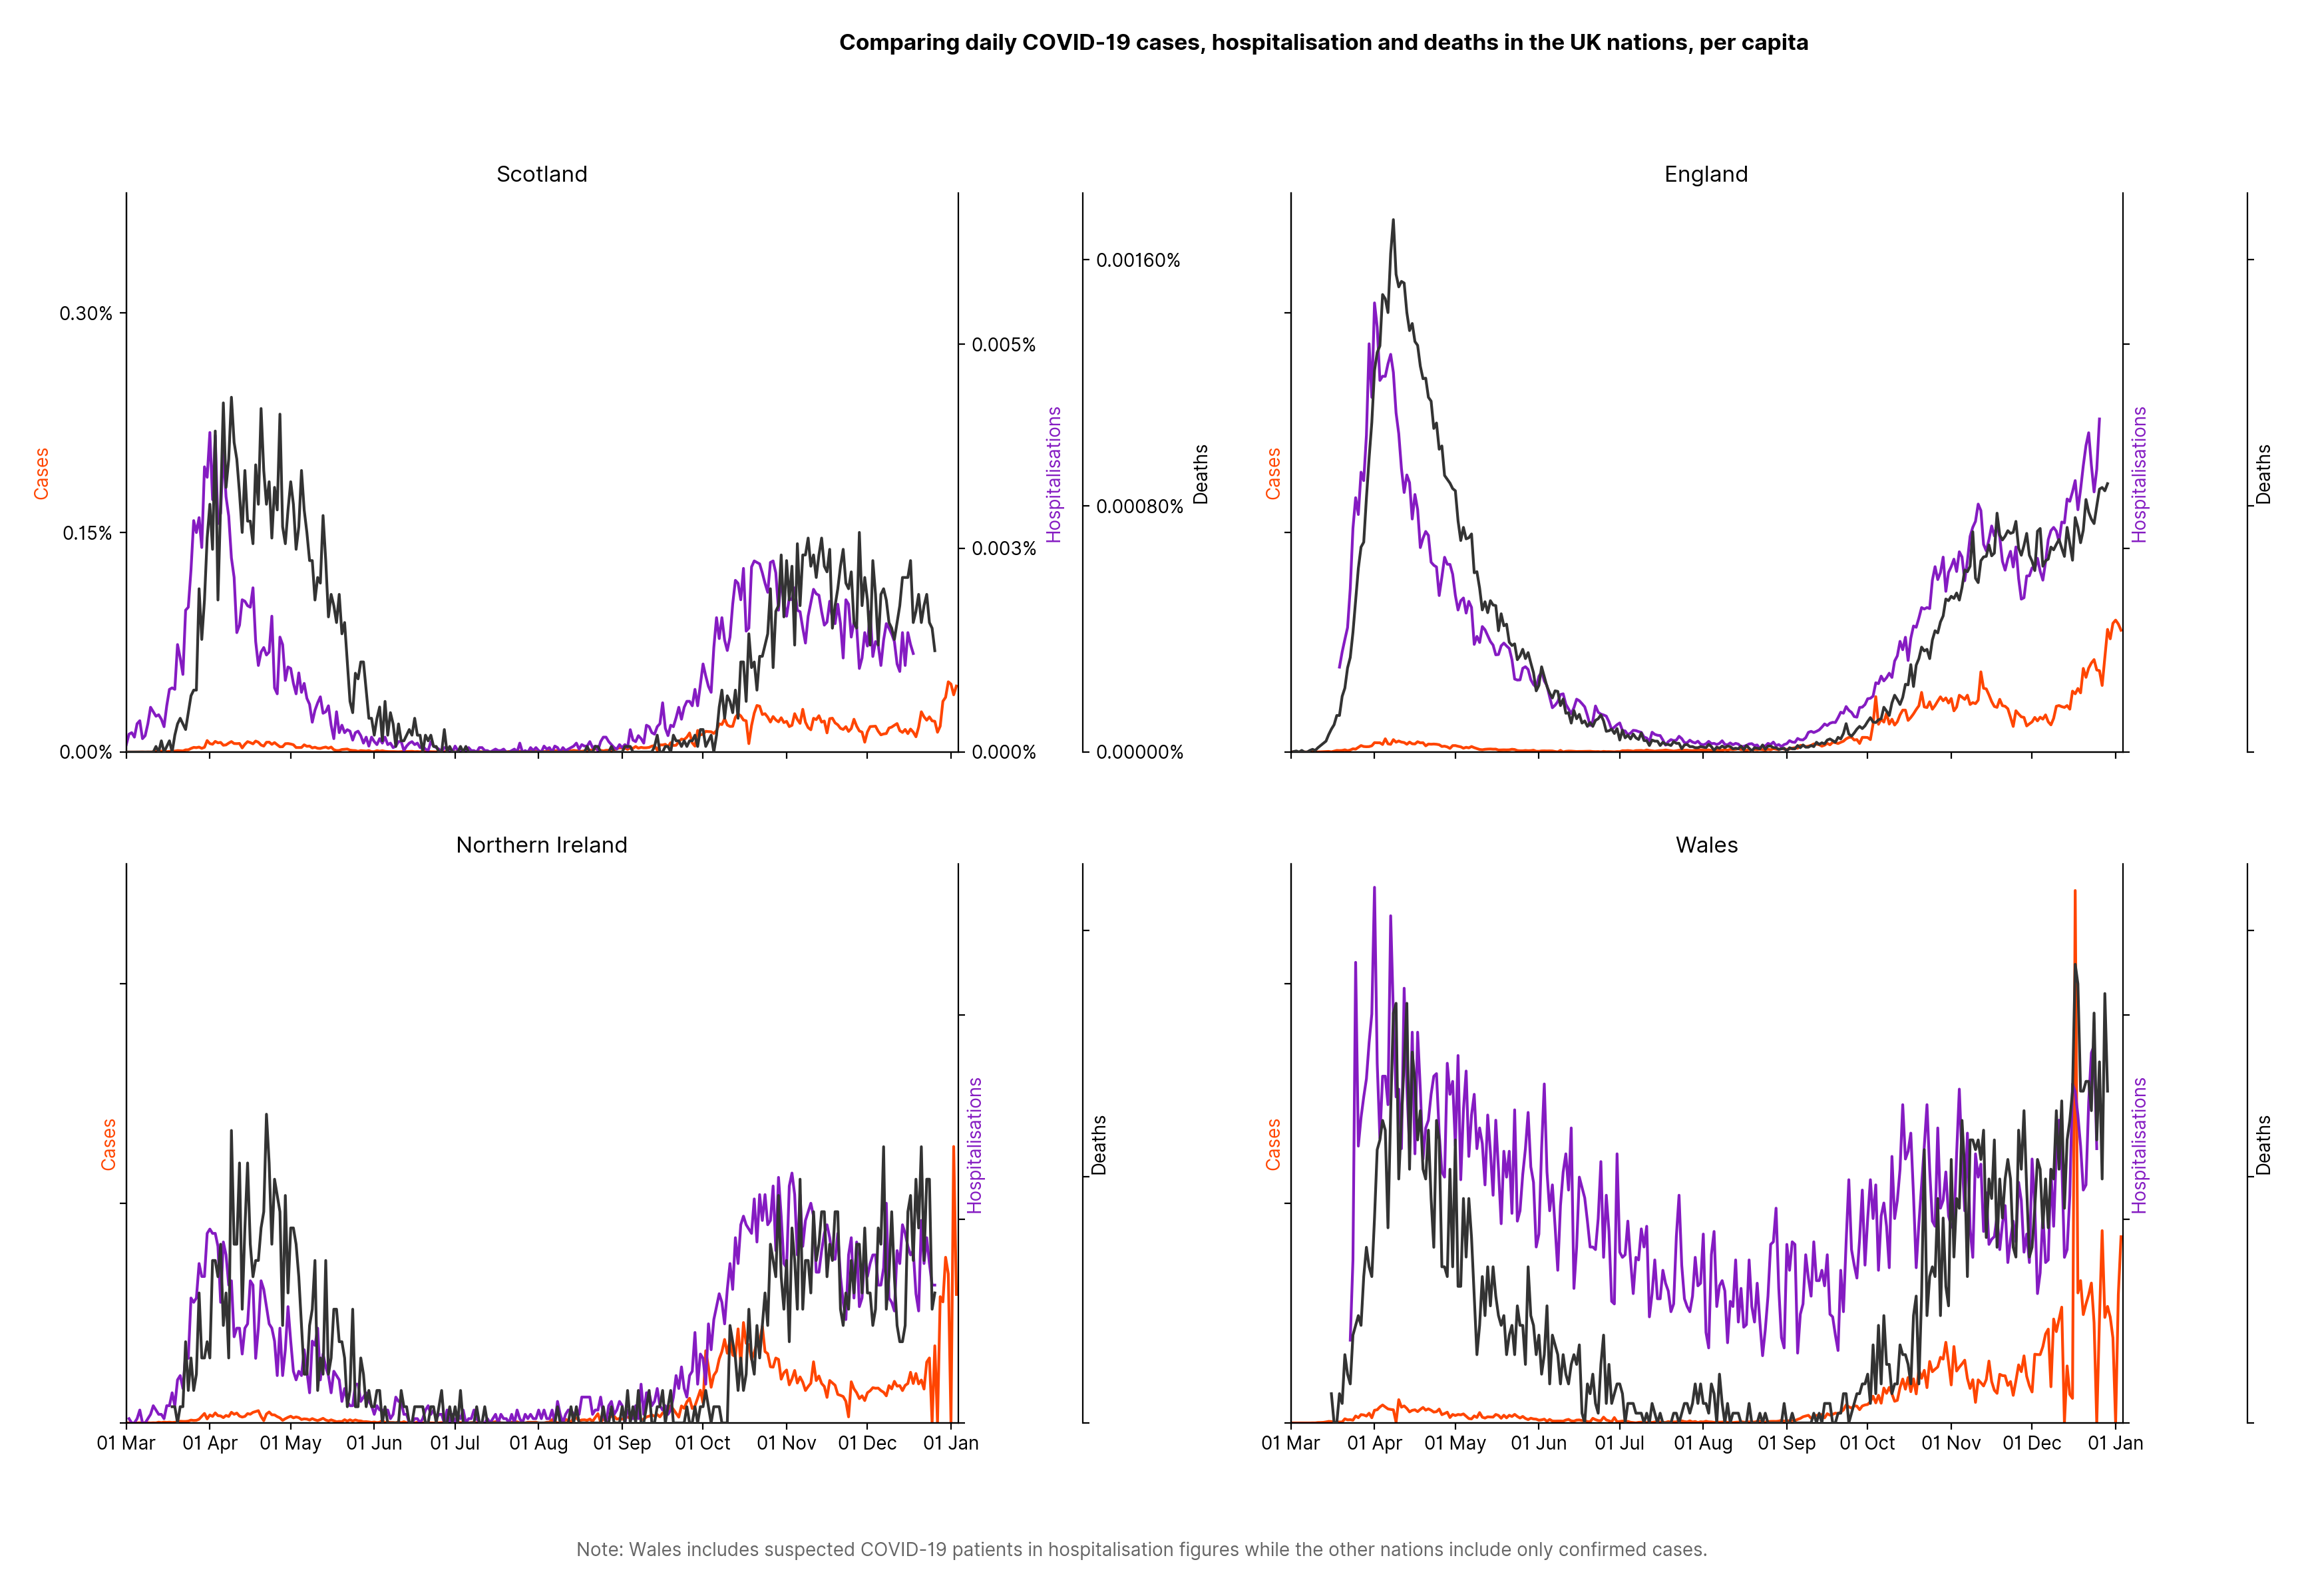 Comparing daily COVID-19 cases, hospitalisation and deaths in the UK nations, per capita
Scotland
England
0.30%
0.15%
0.00%
Cases
0.005%
0.003%
0.000%
Hospitalisations
0.00160%
0.00080%
0.00000%
Deaths
Cases
Hospitalisations
Deaths
Northern Ireland
Wales
Cases
Hospitalisations
Deaths
Cases
Hospitalisations
Deaths
01 Mar 01 Apr 01 May 01 Jun 01 Jul 01 Aug 01 Sep 01 Oct 01 Nov 01 Dec 01 Jan
01 Mar 01 Apr 01 May 01 Jun 01 Jul 01 Aug 01 Sep 01 Oct 01 Nov 01 Dec 01 Jan
Note: Wales includes suspected COVID-19 patients in hospitalisation figures while the other nations include only confirmed cases.